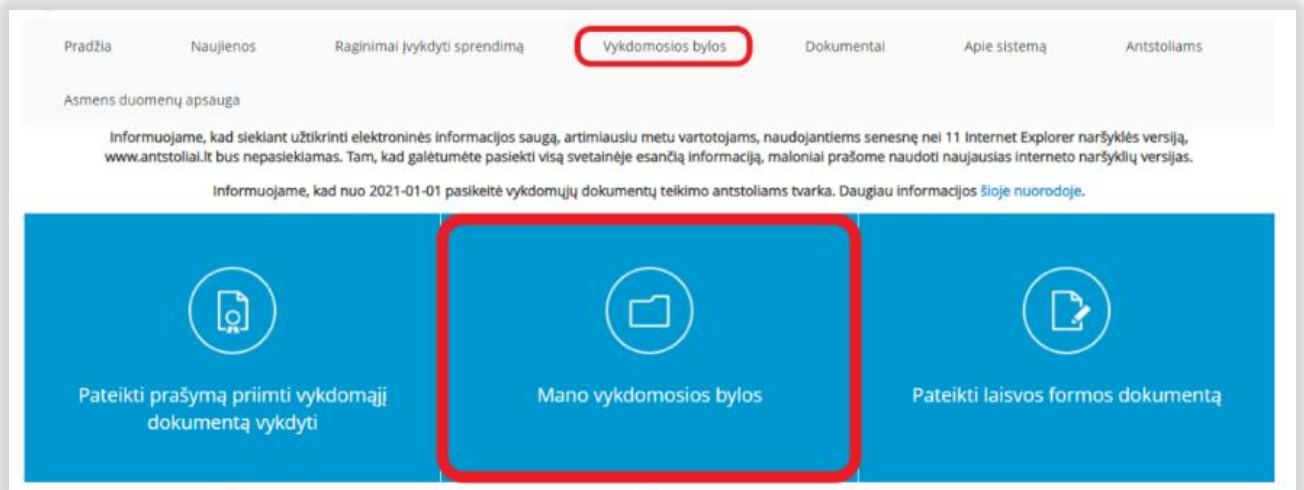 Pradžia Naujienos Raginimai įvykdyti sprendimą Vykdomosios bylos Dokumentai Apie sistemą Antstoliams
Asmens duomenų apsauga
Informuojame, kad siekiant užtikrinti elektroninės informacijos saugą, artimiausiu metu vartotojams, naudojantiems senesnę nei 11 Internet Explorer naršyklės versiją,
www.antstoliai.lt bus nepasiekiamas. Tam, kad galėtumėte pasiekti visą svetainėje esančią informaciją, maloniai prašome naudoti naujausias interneto naršyklių versijas.
Informuojame, kad nuo 2021-01-01 pasikeitė vykdomųjų dokumentų teikimo antstoliams tvarka. Daugiau informacijos šioje nuorodoje.
Pateikti prašymą priimti vykdomąjį
dokumentą vykdyti
Mano vykdomosios bylos
Pateikti laisvos formos dokumentą